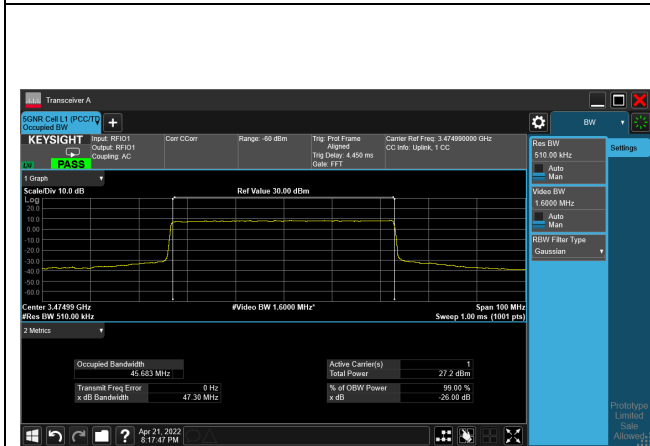 Transceiver A
5GNR Cell L1 (PCC/TQ
Occupied BW
BW
KEYSIGHT
Input: RFIO1
Output: RFIO1
Coupling: AC
Corr CCorr
Range: -60 dBm
Trig: Prot Frame
Aligned
Trig Delay: 4.450 ms
Gate: FFT
Carrier Ref Freq: 3.474990000 GHz
CC Info: Uplink, 1 CC
PASS
Res BW
510.00 kHz
Auto
Man
Settings
Video BW
1.6000 MHz
Auto
Man
RBW Filter Type
Gaussian
1 Graph
Scale/Div 10.0 dB
Ref Value 30.00 dBm
Log
20.0
10.0
0.00
-10.0
-20.0
-30.0
-40.0
-50.0
-60.0
Center 3.47499 GHz
#Video BW 1.6000 MHz*
Span 100 MHz
#Res BW 510.00 kHz
Sweep 1.00 ms (1001 pts)
2 Metrics
Occupied Bandwidth
45.683 MHz
Active Carrier(s) 1
Total Power 27.2 dBm
Transmit Freq Error 0 Hz
x dB Bandwidth 47.30 MHz
% of OBW Power 99.00 %
x dB -26.00 dB
Prototype
Limited
Sale
Allowed
Apr 21, 2022
8:17:47 PM